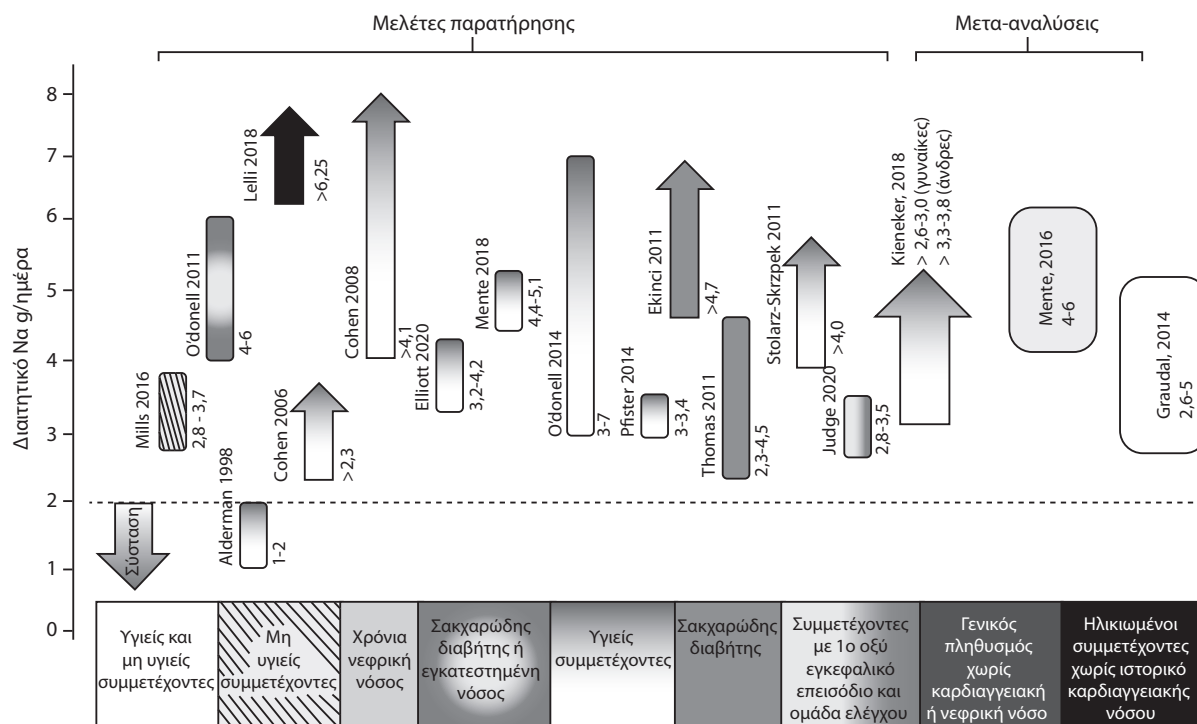 Μελέτες παρατήρησης
Μετα-αναλύσεις
Διαιτητικό Na g/ημέρα
8
7
6
5
4
3
2
1
0
Σύσταση
Mills 2016
2,8 - 3,7
O'donell 2011
4-6
Alderman 1998
1-2
Lelli 2018
>6,25
Cohen 2006
>2,3
Cohen 2008
>4,1
Elliott 2020
3,2-4,2
Mente 2018
4,4-5,1
O'donell 2014
3-7
Pfister 2014
3-3,4
Ekinci 2011
>4,7
Thomas 2011
2,3-4,5
Stolarz-Skrzpek 2011
>4,0
Judge 2020
2,8-3,5
Kieneker, 2018
> 2,6-3,0 (γυναίκες)
> 3,3-3,8 (άνδρες)
Mente, 2016
4-6
Graudal, 2014
2,6-5
Υγιείς και
μη υγιείς
συμμετέχοντες
Μη
υγιείς
συμμετέχοντες
Χρόνια
νεφρική
νόσος
Σακχαρώδης
διαβήτης ή
εγκατεστημένη
νόσος
Υγιείς
συμμετέχοντες
Σακχαρώδης
διαβήτης
Συμμετέχοντες
με 1ο οξύ
εγκεφαλικό
επεισόδιο και
ομάδα ελέγχου
Γενικός
πληθυσμός
χωρίς
καρδιαγγειακή
ή νεφρική νόσο
Ηλικιωμένοι
συμμετέχοντες
χωρίς ιστορικό
καρδιαγγειακής
νόσου